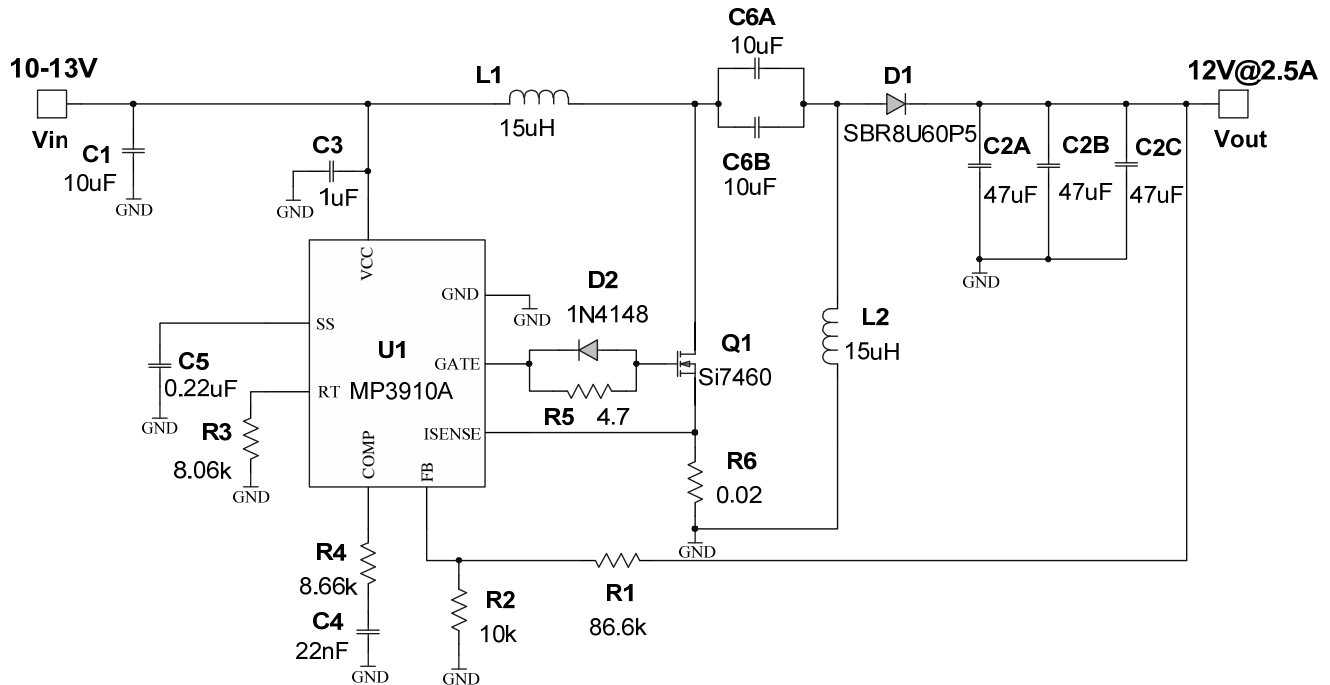 C6A
10uF
10-13V
L1
D1
12V@2.5A
15uH
SBR8U60P5
Vin
Vout
C1
10uF
GND
C3
1uF
GND
C6B
10uF
C2A
47uF
C2B
47uF
C2C
47uF
GND
VCC
GND
GND
D2
1N4148
SS
U1
MP3910A
GATE
Q1
Si7460
L2
15uH
C5
0.22uF
GND
RT
R5 4.7
R3
8.06k
GND
COMP
FB
ISENSE
R6
0.02
GND
R4
8.66k
R1
86.6k
R2
10k
GND
C4
22nF
GND